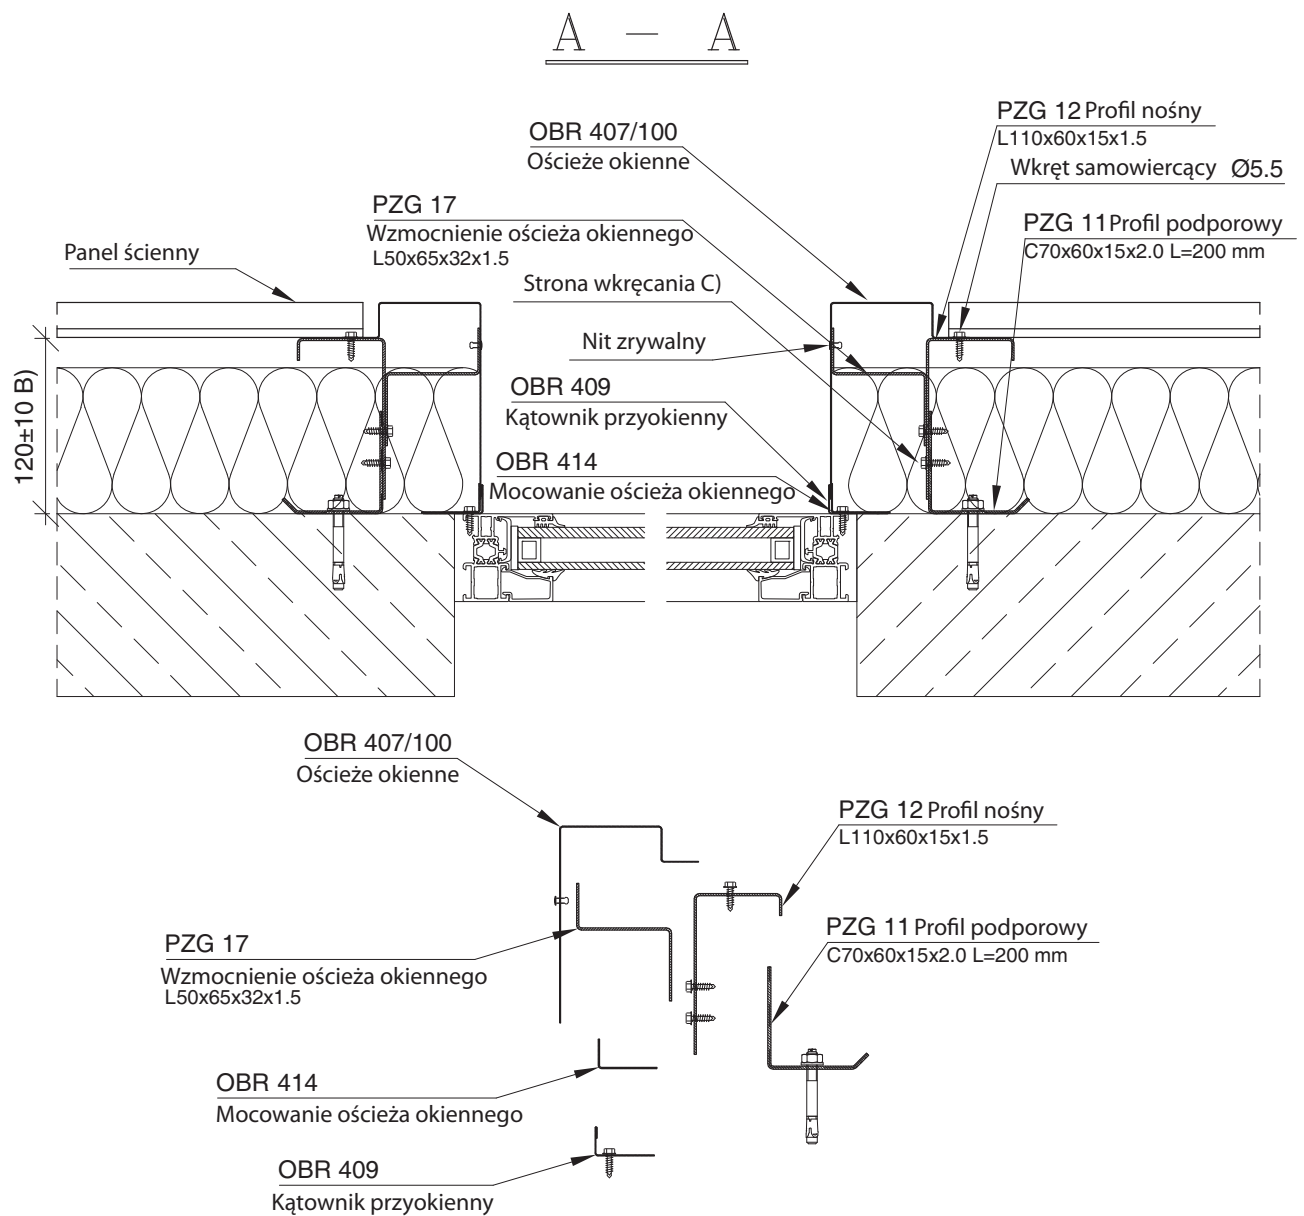 A — A
OBR 407/100
Ościeże okienne
PZG 12 Profil nośny
L110x60x15x1.5
Wkręt samowiercący Ø5.5
PZG 17
Wzmocnienie ościeża okiennego
L50x65x32x1.5
PZG 11 Profil podporowy
C70x60x15x2.0 L=200 mm
Panel ścienny
Strona wkręcania C)
Nit zrywalny
OBR 409
Kątownik przyokienny
OBR 414
Mocowanie ościeża okiennego
120±10 B)
OBR 407/100
Ościeże okienne
PZG 12 Profil nośny
L110x60x15x1.5
PZG 17
Wzmocnienie ościeża okiennego
L50x65x32x1.5
PZG 11 Profil podporowy
C70x60x15x2.0 L=200 mm
OBR 414
Mocowanie ościeża okiennego
OBR 409
Kątownik przyokienny